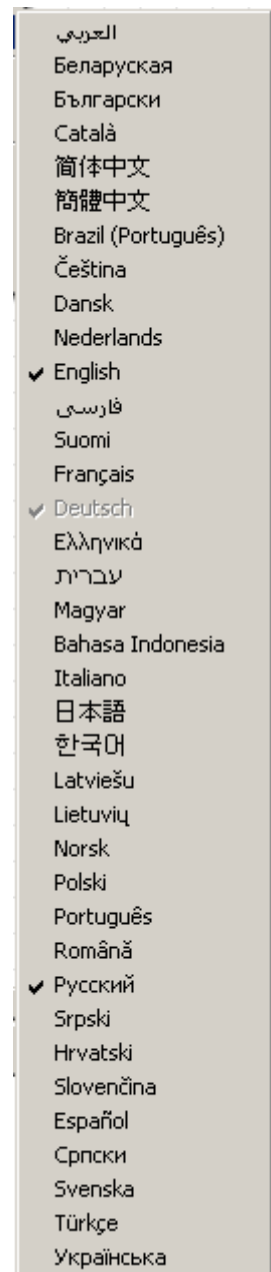 العربي
Беларуская
Български
Català
简体中文
簡體中文
Brazil (Português)
Čeština
Dansk
Nederlands
English
فارسی
Suomi
Français
Deutsch
Ελληνικά
עברית
Magyar
Bahasa Indonesia
Italiano
日本語
한국어
Latviešu
Lietuvių
Norsk
Polski
Português
Română
Русский
Srpski
Hrvatski
Slovenčina
Español
Српски
Svenska
Türkçe
Українська